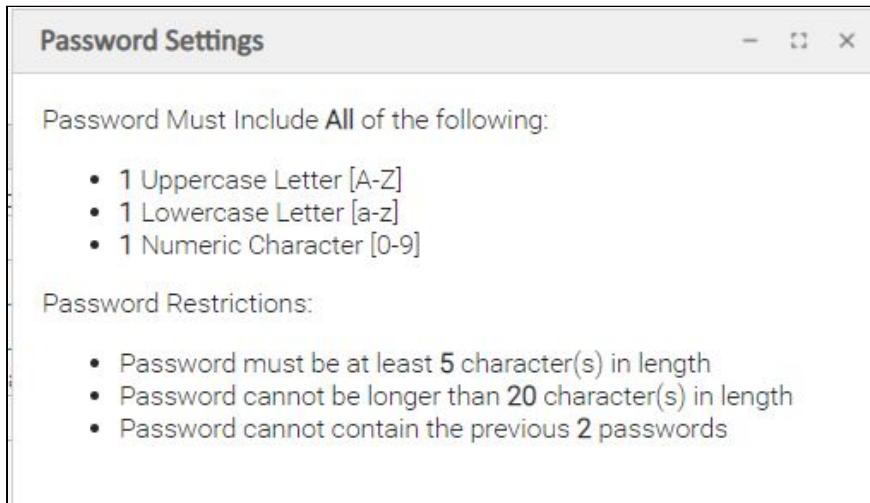 Password Settings
Password Must Include All of the following:
• 1 Uppercase Letter [A-Z]
• 1 Lowercase Letter [a-z]
• 1 Numeric Character [0-9]
Password Restrictions:
• Password must be at least 5 character(s) in length
• Password cannot be longer than 20 character(s) in length
• Password cannot contain the previous 2 passwords